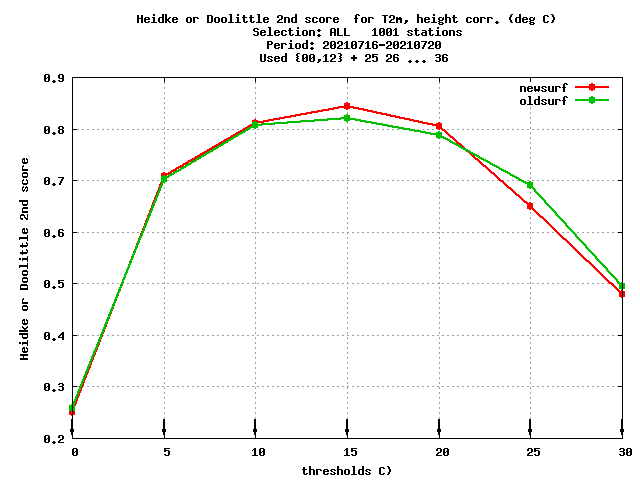 Heidke or Doolittle 2nd score  for T2m, height corr. (deg C)
Selection: ALL   1001 stations
Period: 20210716-20210720
Used {00,12} + 25 26 ... 36
newsurf
oldsurf
Heidke or Doolittle 2nd score
0.9
0.8
0.7
0.6
0.5
0.4
0.3
0.2
0 5 10 15 20 25 30
thresholds C)